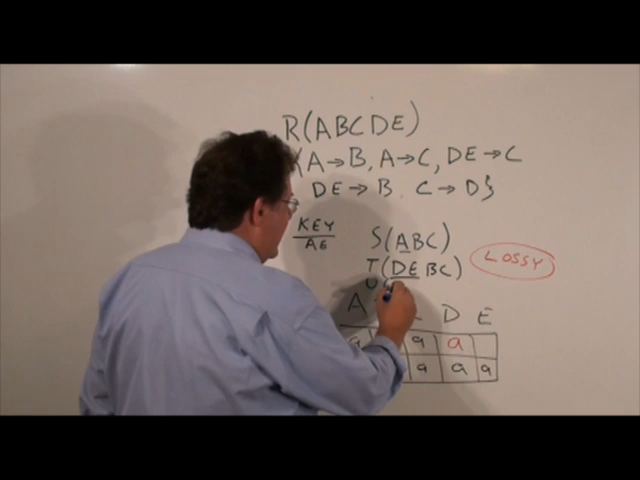 R(ABCDE)
{A→B, A→C, DE→C
DE→B, C→D}
KEY
AE
S(ABC)
T(DEBC)
LOSSY
U(
A D E
a a a
a a a